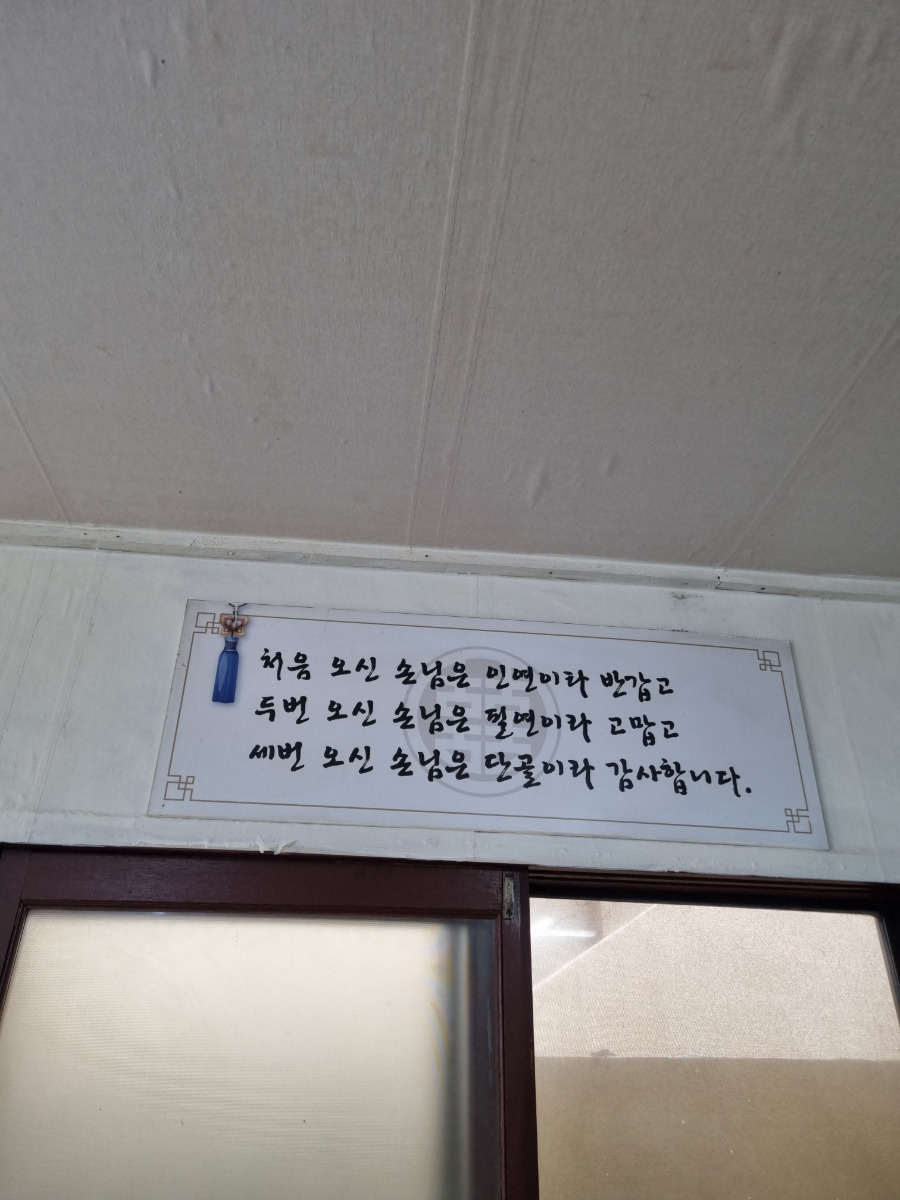 처음 오신 손님은 인연이라 반갑고
두번 오신 손님은 필연이라 고맙고
세번 오신 손님은 단골이라 감사합니다.